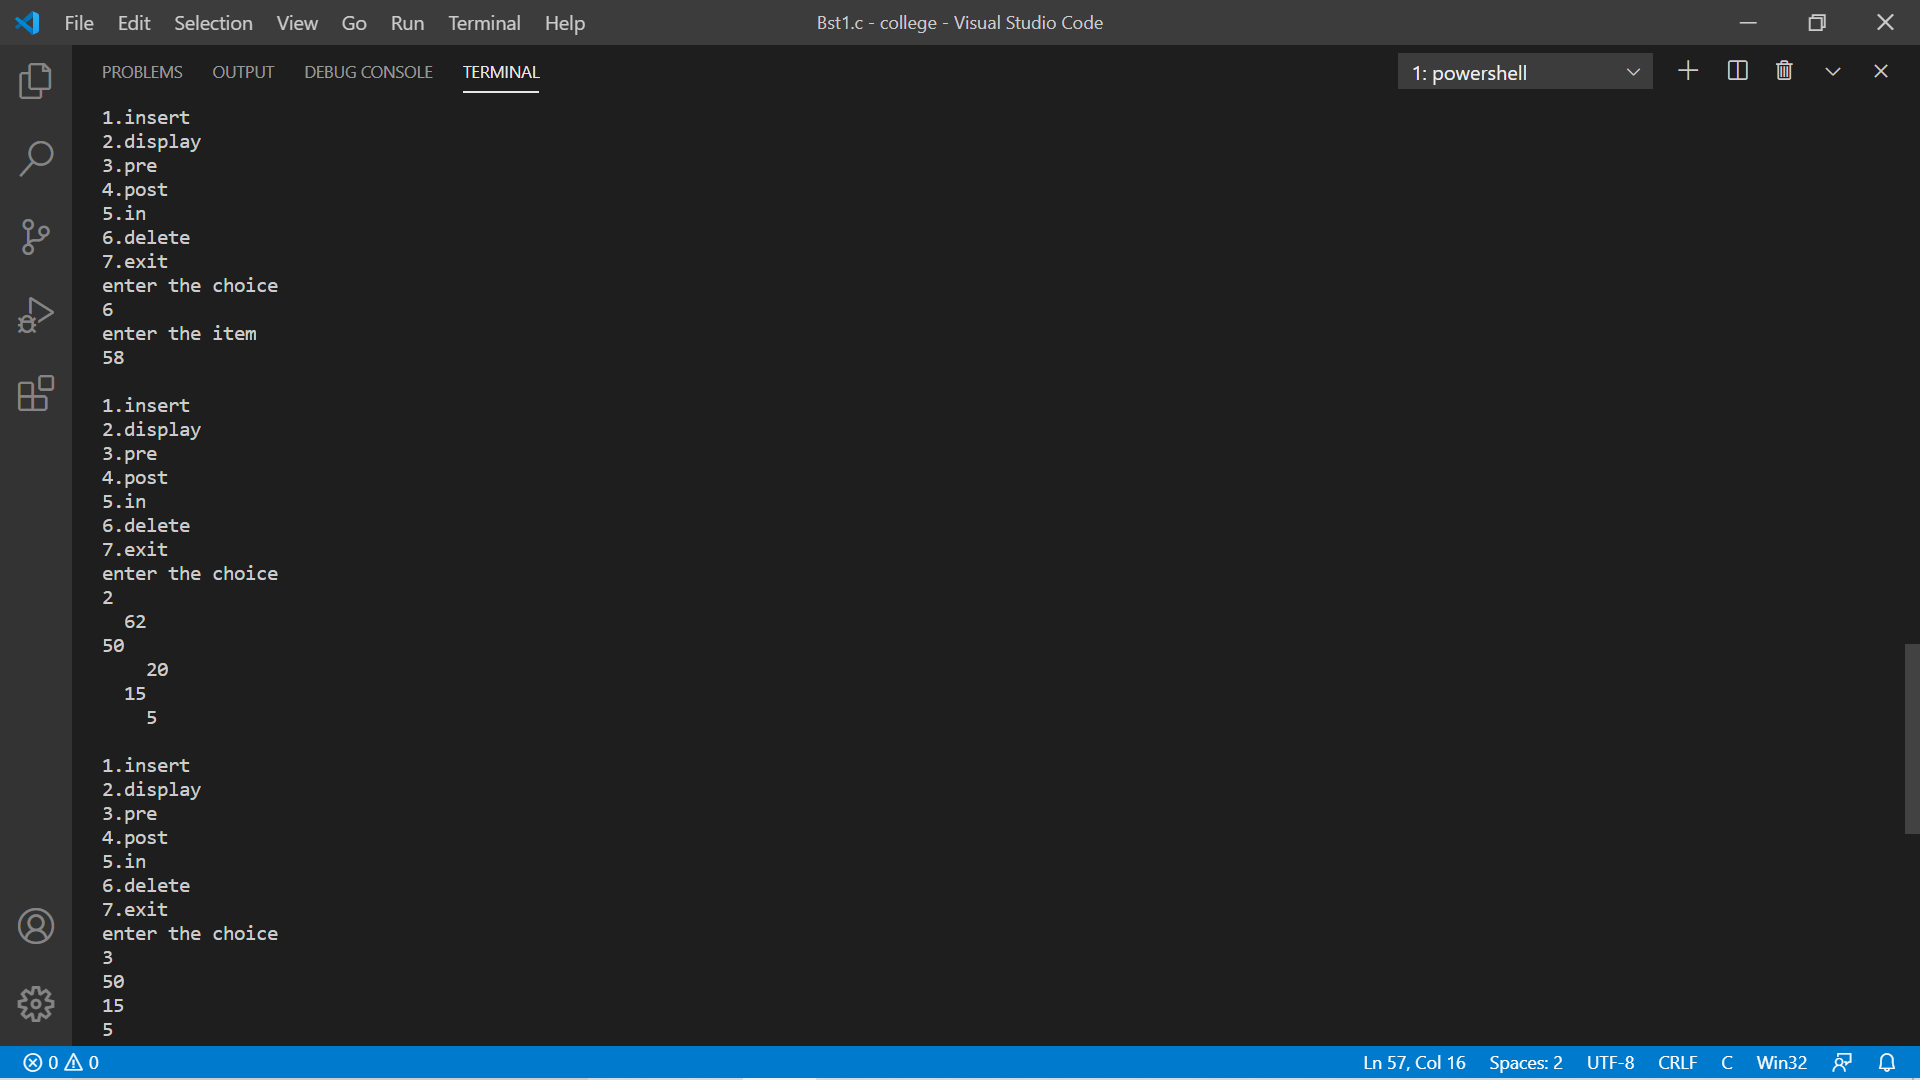 File Edit Selection View Go Run Terminal Help Bst1.c - college - Visual Studio Code
PROBLEMS OUTPUT DEBUG CONSOLE TERMINAL 1: powershell
1.insert
2.display
3.pre
4.post
5.in
6.delete
7.exit
enter the choice
6
enter the item
58
1.insert
2.display
3.pre
4.post
5.in
6.delete
7.exit
enter the choice
2
  62
50
    20
  15
    5
1.insert
2.display
3.pre
4.post
5.in
6.delete
7.exit
enter the choice
3
50
15
5
0 0 Ln 57, Col 16 Spaces: 2 UTF-8 CRLF C Win32